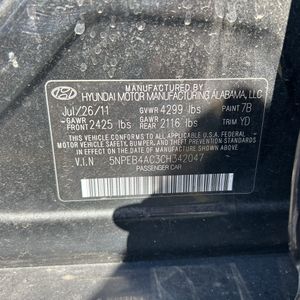 MANUFACTURED BY
HYUNDAI MOTOR MANUFACTURING ALABAMA, LLC
Jul/26/11 GVWR 4299 lbs PAINT 7B
GAWR FRONT 2425 lbs GAWR REAR 2116 lbs TRIM YD
THIS VEHICLE CONFORMS TO ALL APPLICABLE U.S.A. FEDERAL
MOTOR VEHICLE SAFETY, BUMPER, AND THEFT PREVENTION
STANDARDS IN EFFECT ON THE DATE OF MANUFACTURE SHOWN ABOVE.
V.I.N 5NPEB4AC3CH342047
PASSENGER CAR